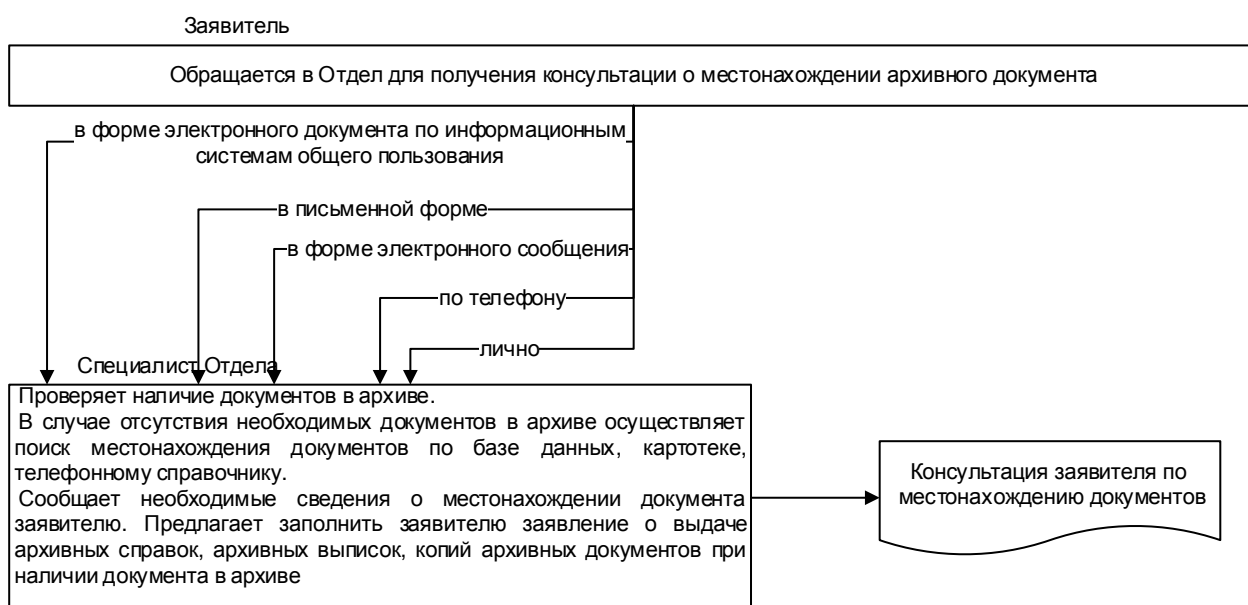 Заявитель
Обращается в Отдел для получения консультации о местонахождении архивного документа
в форме электронного документа по информационным
системам общего пользования
в письменной форме
в форме электронного сообщения
по телефону
лично
Специалист Отдела
Проверяет наличие документов в архиве.
В случае отсутствия необходимых документов в архиве осуществляет
поиск местонахождения документов по базе данных, картотеке,
телефонному справочнику.
Сообщает необходимые сведения о местонахождении документа
заявителю. Предлагает заполнить заявителю заявление о выдаче
архивных справок, архивных выписок, копий архивных документов при
наличии документа в архиве
Консультация заявителя по
местонахождению документов